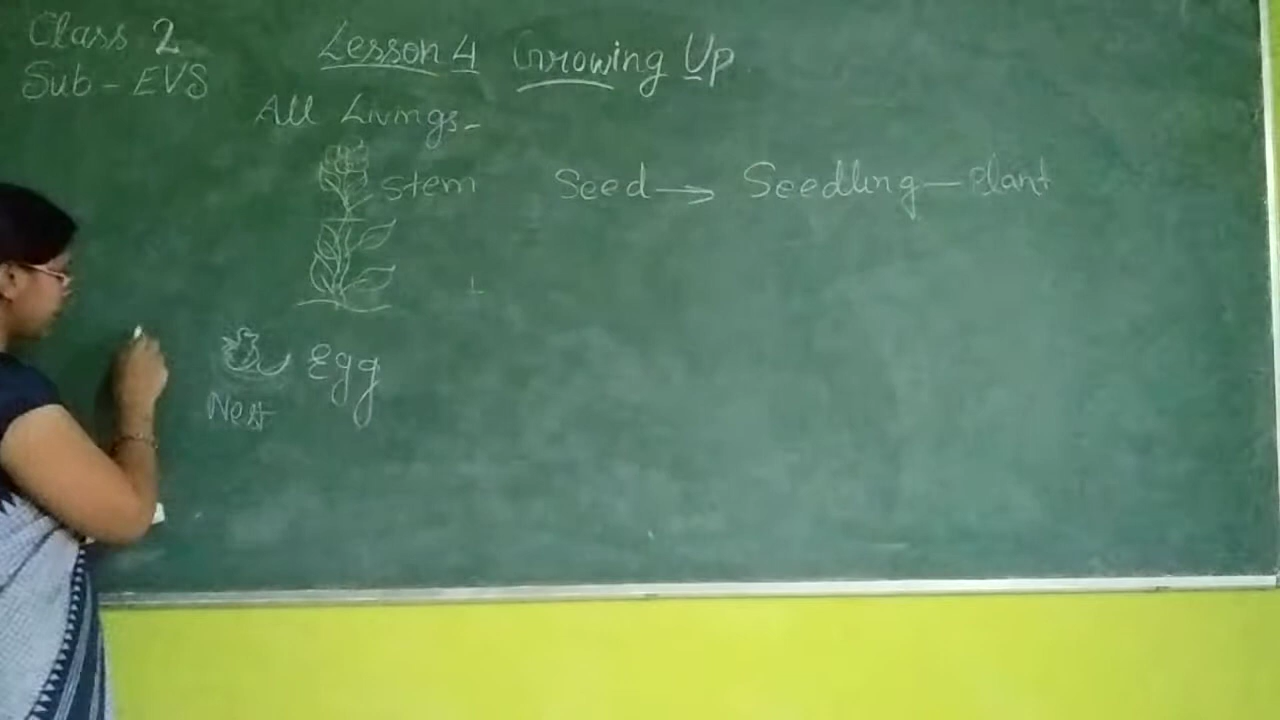 Class 2
Sub - EVS
Lesson 4 Growing Up
All Livings -
Stem
Seed → Seedling — Plant
Egg
Nest